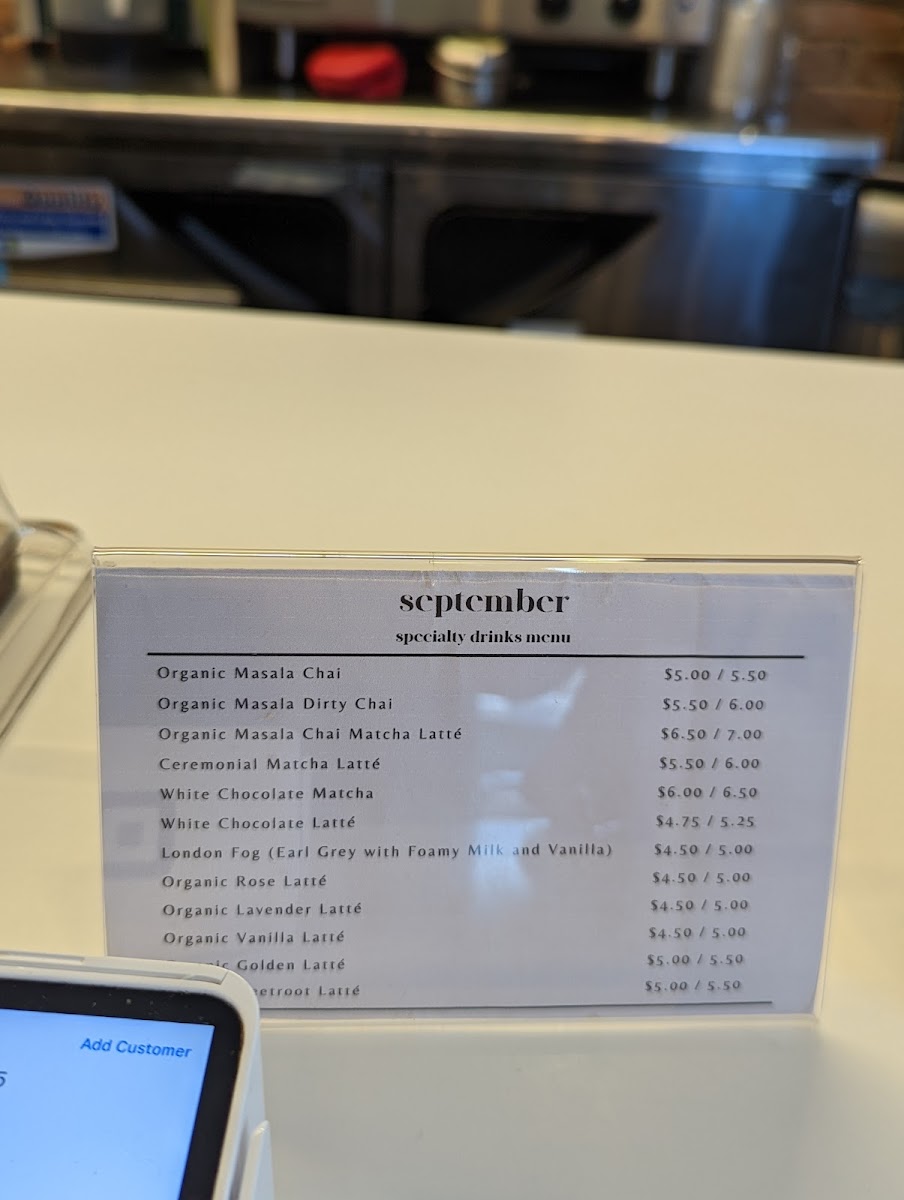 september
specialty drinks menu
Organic Masala Chai $5.00 / 5.50
Organic Masala Dirty Chai $5.50 / 6.00
Organic Masala Chai Matcha Latté $6.50 / 7.00
Ceremonial Matcha Latté $5.50 / 6.00
White Chocolate Matcha $6.00 / 6.50
White Chocolate Latté $4.75 / 5.25
London Fog (Earl Grey with Foamy Milk and Vanilla) $4.50 / 5.00
Organic Rose Latté $4.50 / 5.00
Organic Lavender Latté $4.50 / 5.00
Organic Vanilla Latté $4.50 / 5.00
Golden Latté $5.00 / 5.50
Latté $5.00 / 5.50
Add Customer
5